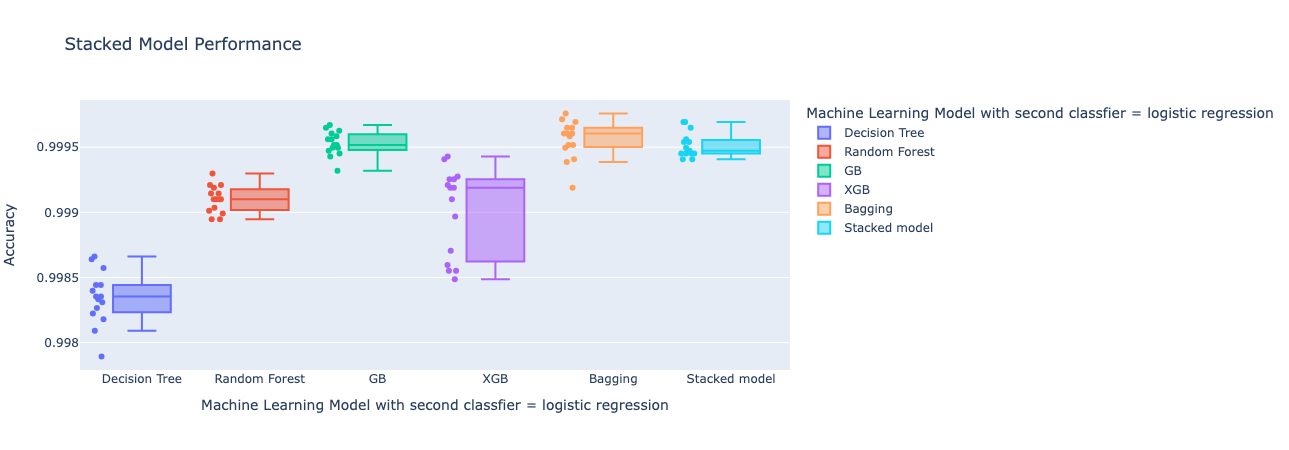 Stacked Model Performance
Machine Learning Model with second classfier = logistic regression
Decision Tree
Random Forest
GB
XGB
Bagging
Stacked model
0.9995
0.999
0.9985
0.998
Accuracy
Decision Tree Random Forest GB XGB Bagging Stacked model
Machine Learning Model with second classfier = logistic regression